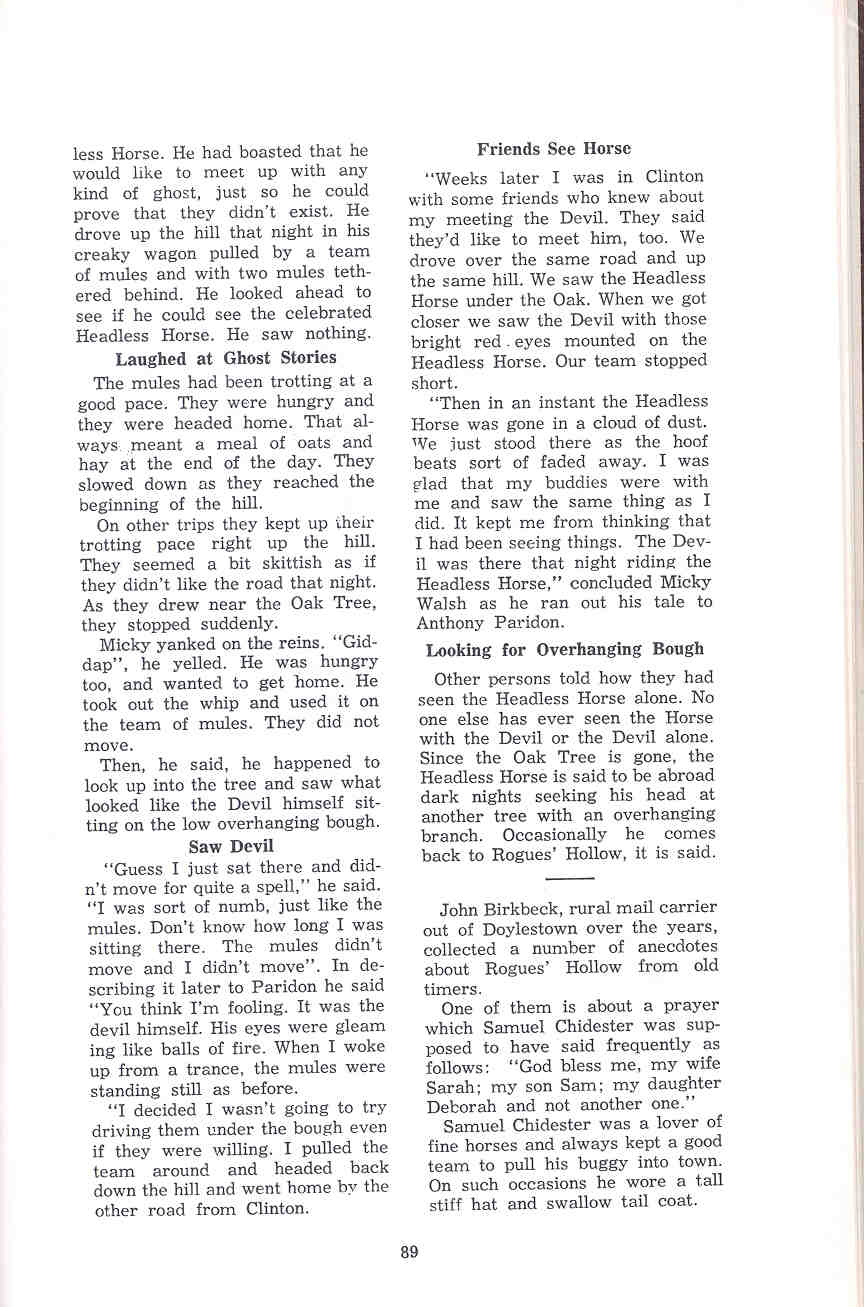 less Horse. He had boasted that he
would like to meet up with any
kind of ghost, just so he could
prove that they didn't exist. He
drove up the hill that night in his
creaky wagon pulled by a team
of mules and with two mules teth-
ered behind. He looked ahead to
see if he could see the celebrated
Headless Horse. He saw nothing.
Laughed at Ghost Stories
The mules had been trotting at a
good pace. They were hungry and
they were headed home. That al-
ways meant a meal of oats and
hay at the end of the day. They
slowed down as they reached the
beginning of the hill.
On other trips they kept up their
trotting pace right up the hill.
They seemed a bit skittish as if
they didn't like the road that night.
As they drew near the Oak Tree,
they stopped suddenly.
Micky yanked on the reins. "Gid-
dap", he yelled. He was hungry
too, and wanted to get home. He
took out the whip and used it on
the team of mules. They did not
move.
Then, he said, he happened to
look up into the tree and saw what
looked like the Devil himself sit-
ting on the low overhanging bough.
Saw Devil
"Guess I just sat there and did-
n't move for quite a spell," he said.
"I was sort of numb, just like the
mules. Don't know how long I was
sitting there. The mules didn't
move and I didn't move". In de-
scribing it later to Paridon he said
"You think I'm fooling. It was the
devil himself. His eyes were gleam
ing like balls of fire. When I woke
up from a trance, the mules were
standing still as before.
"I decided I wasn't going to try
driving them under the bough even
if they were willing. I pulled the
team around and headed back
down the hill and went home by the
other road from Clinton.
Friends See Horse
"Weeks later I was in Clinton
with some friends who knew about
my meeting the Devil. They said
they'd like to meet him, too. We
drove over the same road and up
the same hill. We saw the Headless
Horse under the Oak. When we got
closer we saw the Devil with those
bright red eyes mounted on the
Headless Horse. Our team stopped
short.
"Then in an instant the Headless
Horse was gone in a cloud of dust.
We just stood there as the hoof
beats sort of faded away. I was
glad that my buddies were with
me and saw the same thing as I
did. It kept me from thinking that
I had been seeing things. The Dev-
il was there that night riding the
Headless Horse," concluded Micky
Walsh as he ran out his tale to
Anthony Paridon.
Looking for Overhanging Bough
Other persons told how they had
seen the Headless Horse alone. No
one else has ever seen the Horse
with the Devil or the Devil alone.
Since the Oak Tree is gone, the
Headless Horse is said to be abroad
dark nights seeking his head at
another tree with an overhanging
branch. Occasionally he comes
back to Rogues' Hollow, it is said.
John Birkbeck, rural mail carrier
out of Doylestown over the years,
collected a number of anecdotes
about Rogues' Hollow from old
timers.
One of them is about a prayer
which Samuel Chidester was sup-
posed to have said frequently as
follows: "God bless me, my wife
Sarah; my son Sam; my daughter
Deborah and not another one."
Samuel Chidester was a lover of
fine horses and always kept a good
team to pull his buggy into town.
On such occasions he wore a tall
stiff hat and swallow tail coat.
89